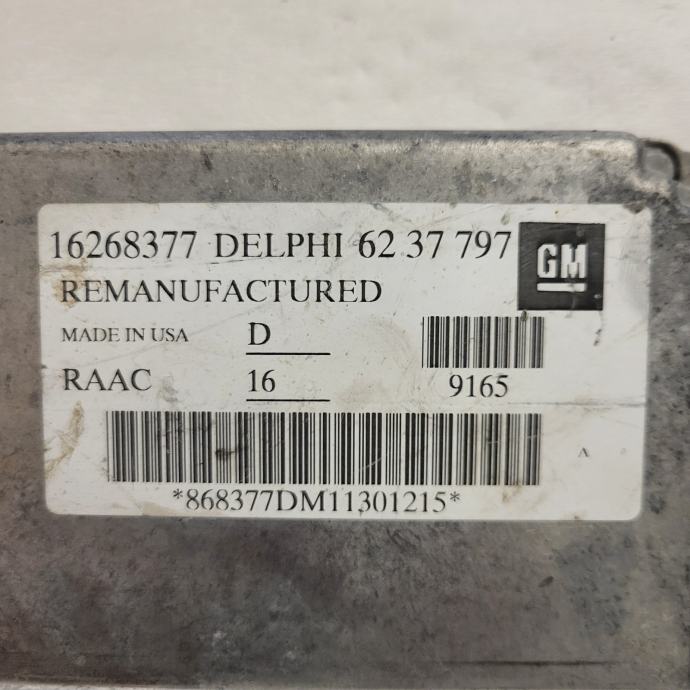 16268377 DELPHI 62 37 797
GM
REMANUFACTURED
MADE IN USA D
RAAC 16 9165
A
*868377DM11301215*